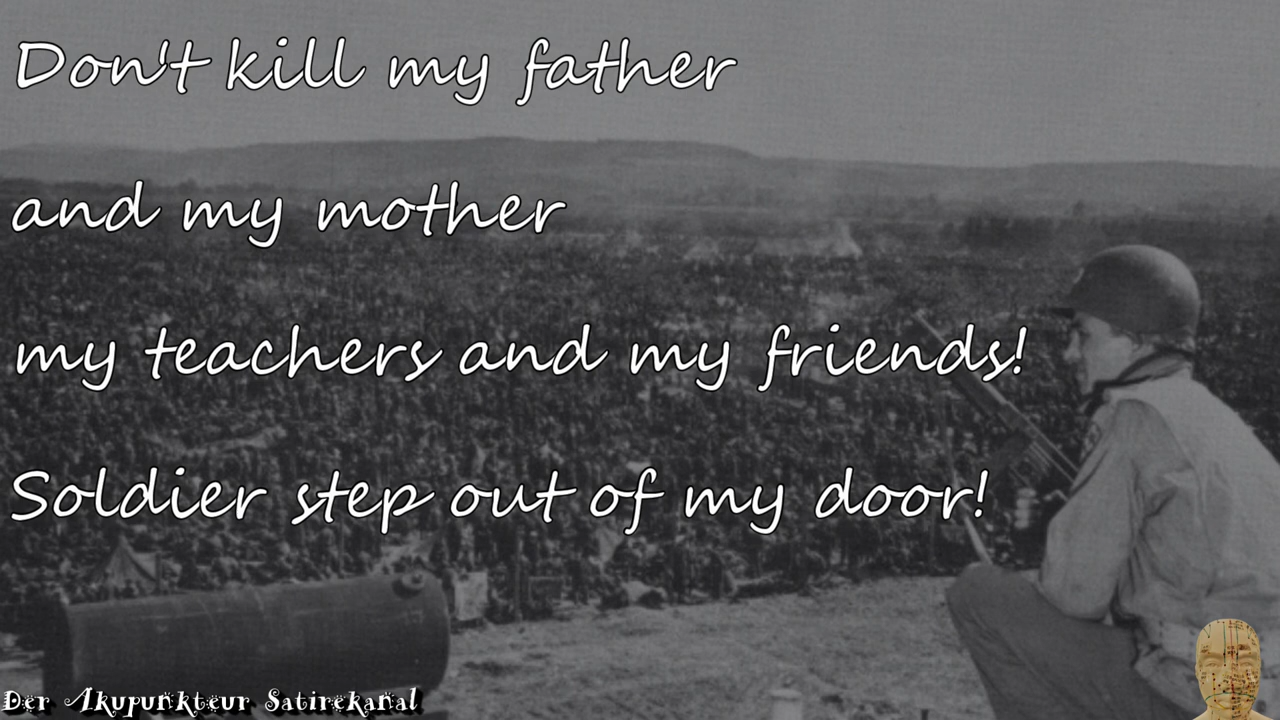 Don't kill my father
and my mother
my teachers and my friends!
Soldier step out of my door!
Der Akupunkteur Satirekanal